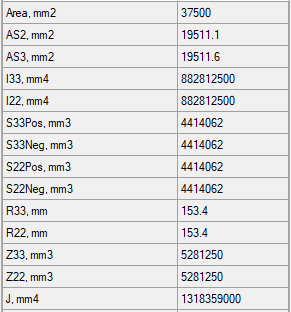 Area, mm2 37500
AS2, mm2 19511.1
AS3, mm2 19511.6
I33, mm4 882812500
I22, mm4 882812500
S33Pos, mm3 4414062
S33Neg, mm3 4414062
S22Pos, mm3 4414062
S22Neg, mm3 4414062
R33, mm 153.4
R22, mm 153.4
Z33, mm3 5281250
Z22, mm3 5281250
J, mm4 1318359000